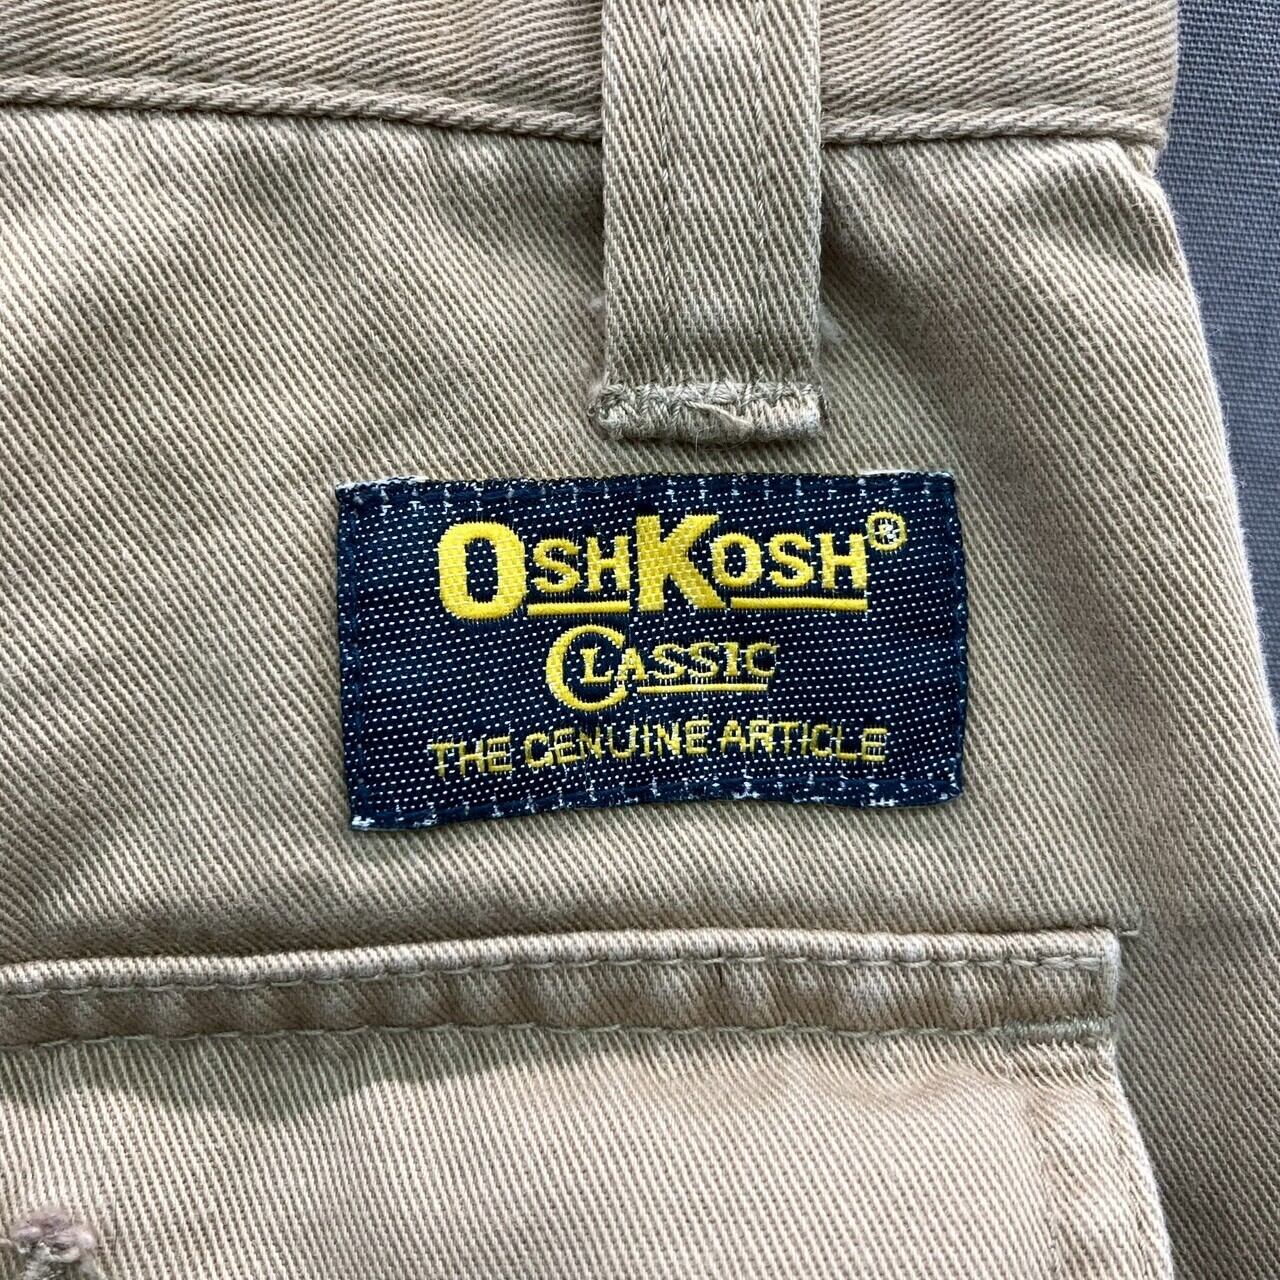 OSHKOSH®
CLASSIC
THE GENUINE ARTICLE